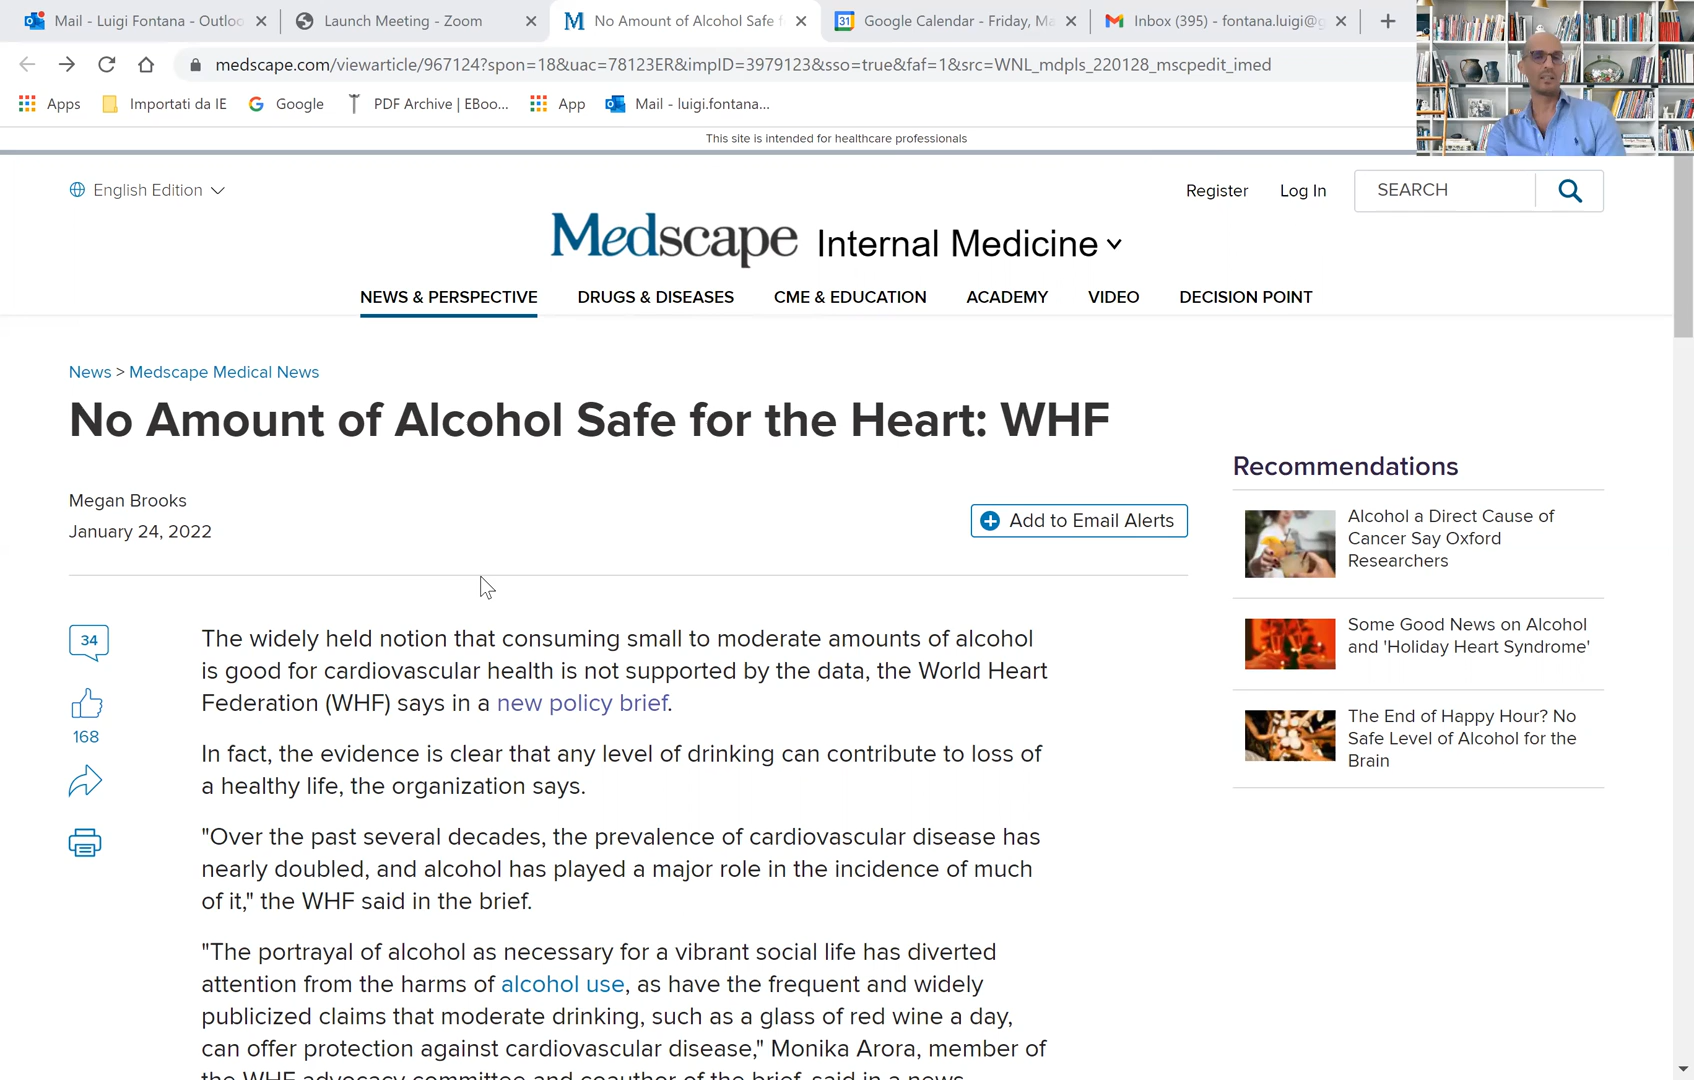 Mail - Luigi Fontana - Outloo
Launch Meeting - Zoom
No Amount of Alcohol Safe f
Google Calendar - Friday, Ma
Inbox (395) - fontana.luigi@g
medscape.com/viewarticle/967124?spon=18&uac=78123ER&impID=3979123&sso=true&faf=1&src=WNL_mdpls_220128_mscpedit_imed
Apps
Importati da IE
Google
PDF Archive | EBoo...
App
Mail - luigi.fontana...
This site is intended for healthcare professionals
English Edition
Register
Log In
SEARCH
Medscape Internal Medicine
NEWS & PERSPECTIVE
DRUGS & DISEASES
CME & EDUCATION
ACADEMY
VIDEO
DECISION POINT
News > Medscape Medical News
No Amount of Alcohol Safe for the Heart: WHF
Megan Brooks
January 24, 2022
Add to Email Alerts
34
168
The widely held notion that consuming small to moderate amounts of alcohol
is good for cardiovascular health is not supported by the data, the World Heart
Federation (WHF) says in a new policy brief.
In fact, the evidence is clear that any level of drinking can contribute to loss of
a healthy life, the organization says.
"Over the past several decades, the prevalence of cardiovascular disease has
nearly doubled, and alcohol has played a major role in the incidence of much
of it," the WHF said in the brief.
"The portrayal of alcohol as necessary for a vibrant social life has diverted
attention from the harms of alcohol use, as have the frequent and widely
publicized claims that moderate drinking, such as a glass of red wine a day,
can offer protection against cardiovascular disease," Monika Arora, member of
the WHF advocacy committee and coauthor of the brief, said in a news
Recommendations
Alcohol a Direct Cause of
Cancer Say Oxford
Researchers
Some Good News on Alcohol
and 'Holiday Heart Syndrome'
The End of Happy Hour? No
Safe Level of Alcohol for the
Brain